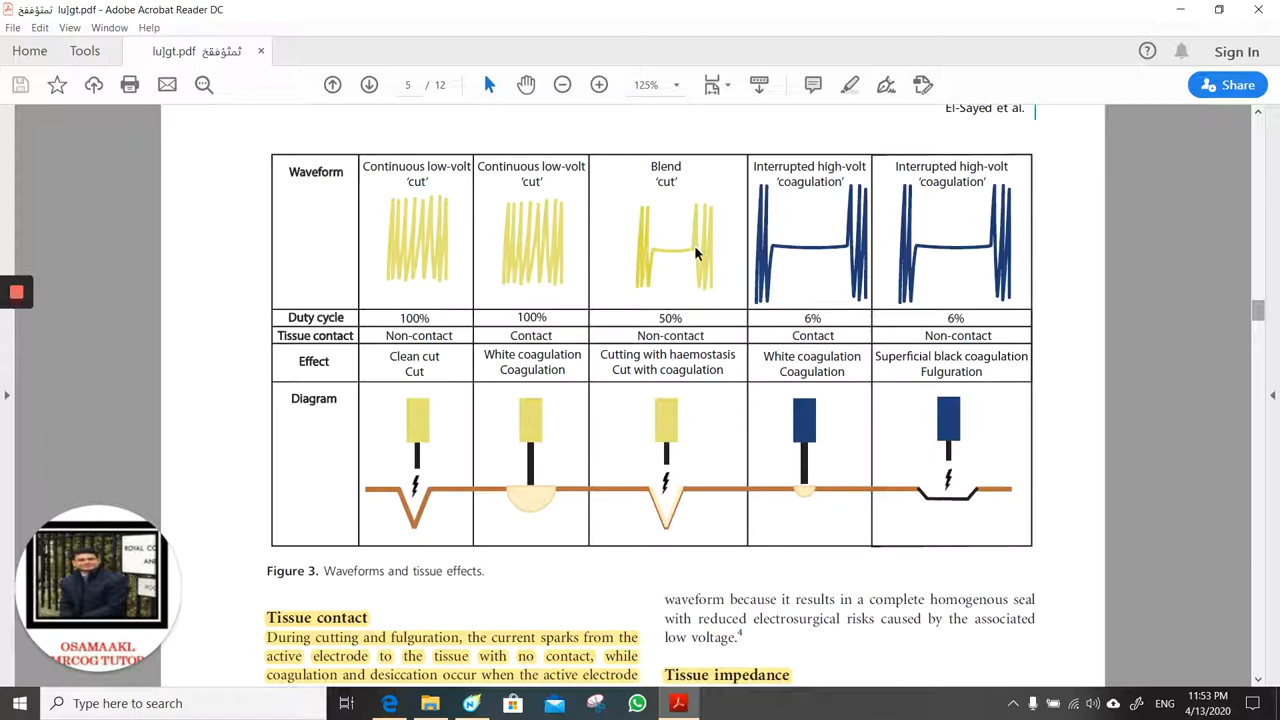 ثمثؤفقخ lu]gt.pdf - Adobe Acrobat Reader DC
File Edit View Window Help
Home Tools
ثمثؤفقخ lu]gt.pdf ×
Sign In
5 / 12
125%
Share
El-Sayed et al.
Waveform
Continuous low-volt
'cut'
Continuous low-volt
'cut'
Blend
'cut'
Interrupted high-volt
'coagulation'
Interrupted high-volt
'coagulation'
Duty cycle 100% 100% 50% 6% 6%
Tissue contact Non-contact Contact Non-contact Contact Non-contact
Effect
Clean cut
Cut
White coagulation
Coagulation
Cutting with haemostasis
Cut with coagulation
White coagulation
Coagulation
Superficial black coagulation
Fulguration
Diagram
Figure 3. Waveforms and tissue effects.
Tissue contact
During cutting and fulguration, the current sparks from the
active electrode to the tissue with no contact, while
coagulation and desiccation occur when the active electrode
waveform because it results in a complete homogenous seal
with reduced electrosurgical risks caused by the associated
low voltage.4
Tissue impedance
ROYAL CO
AN
OSAMA AKL
MRCOG TUTOR
Type here to search
11:53 PM
4/13/2020